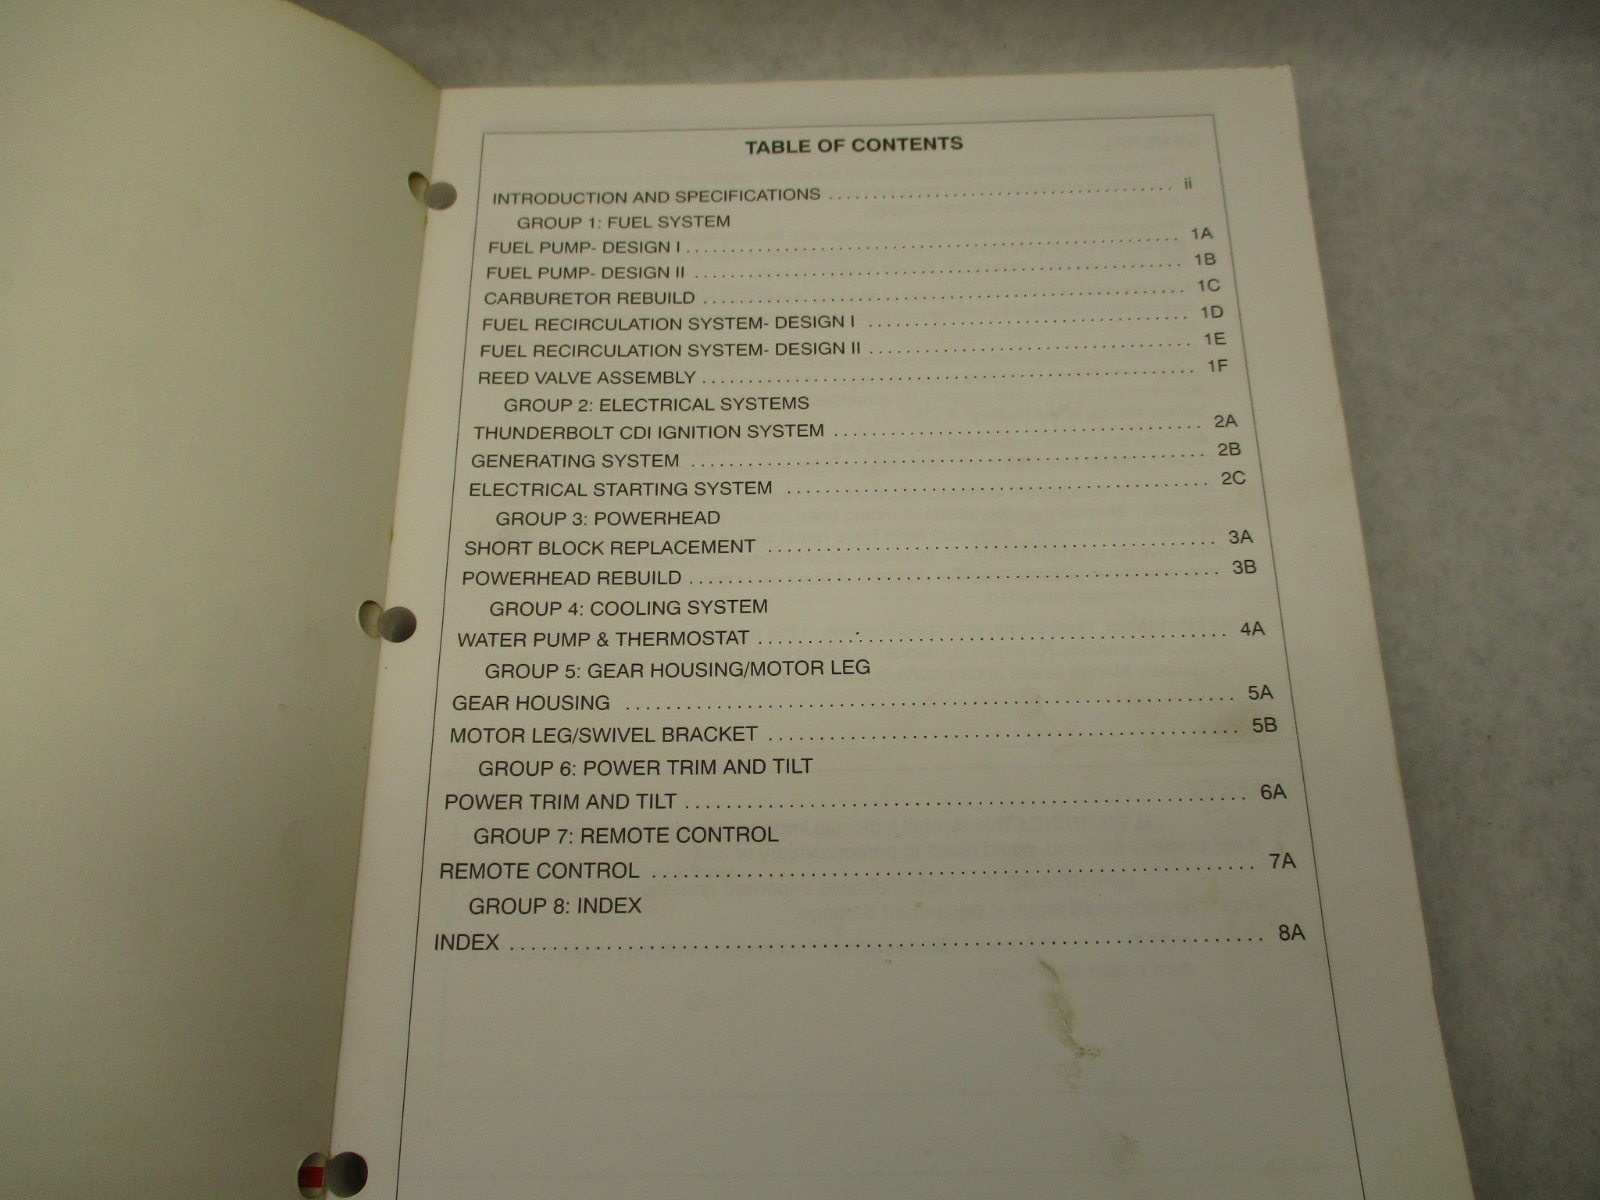 TABLE OF CONTENTS
INTRODUCTION AND SPECIFICATIONS ........................................ ii
GROUP 1: FUEL SYSTEM
FUEL PUMP- DESIGN I ........................................ 1A
FUEL PUMP- DESIGN II ........................................ 1B
CARBURETOR REBUILD ........................................ 1C
FUEL RECIRCULATION SYSTEM- DESIGN I ........................................ 1D
FUEL RECIRCULATION SYSTEM- DESIGN II ........................................ 1E
REED VALVE ASSEMBLY ........................................ 1F
GROUP 2: ELECTRICAL SYSTEMS
THUNDERBOLT CDI IGNITION SYSTEM ........................................ 2A
GENERATING SYSTEM ........................................ 2B
ELECTRICAL STARTING SYSTEM ........................................ 2C
GROUP 3: POWERHEAD
SHORT BLOCK REPLACEMENT ........................................ 3A
POWERHEAD REBUILD ........................................ 3B
GROUP 4: COOLING SYSTEM
WATER PUMP & THERMOSTAT ........................................ 4A
GROUP 5: GEAR HOUSING/MOTOR LEG
GEAR HOUSING ........................................ 5A
MOTOR LEG/SWIVEL BRACKET ........................................ 5B
GROUP 6: POWER TRIM AND TILT
POWER TRIM AND TILT ........................................ 6A
GROUP 7: REMOTE CONTROL
REMOTE CONTROL ........................................ 7A
GROUP 8: INDEX
INDEX ........................................ 8A